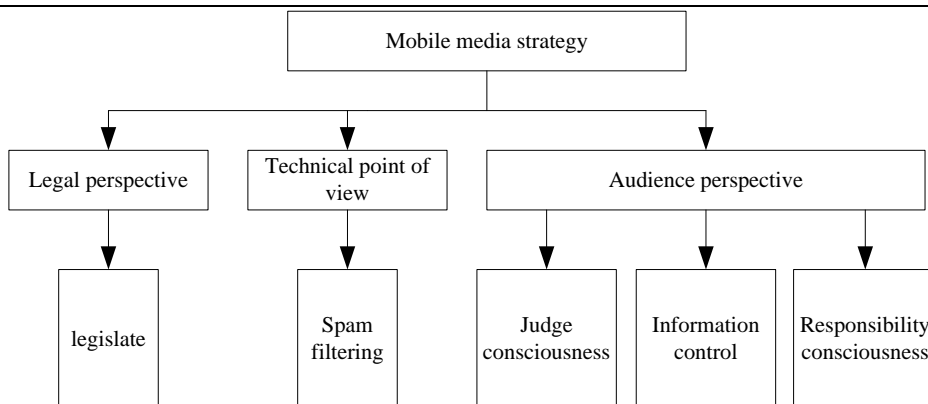 Mobile media strategy
Legal perspective
Technical point of
view
Audience perspective
legislate
Spam
filtering
Judge
consciousness
Information
control
Responsibility
consciousness